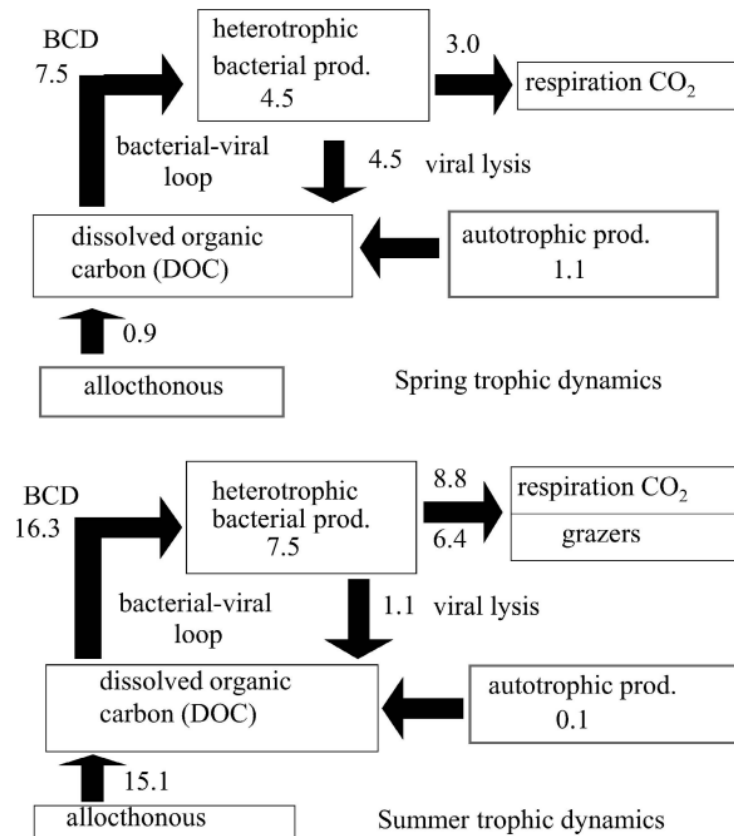 BCD
7.5
heterotrophic
bacterial prod.
4.5
3.0
respiration CO₂
bacterial-viral
loop
4.5 viral lysis
dissolved organic
carbon (DOC)
autotrophic prod.
1.1
0.9
allocthonous
Spring trophic dynamics
BCD
16.3
heterotrophic
bacterial prod.
7.5
8.8
6.4
respiration CO₂
grazers
bacterial-viral
loop
1.1 viral lysis
dissolved organic
carbon (DOC)
autotrophic prod.
0.1
15.1
allocthonous
Summer trophic dynamics